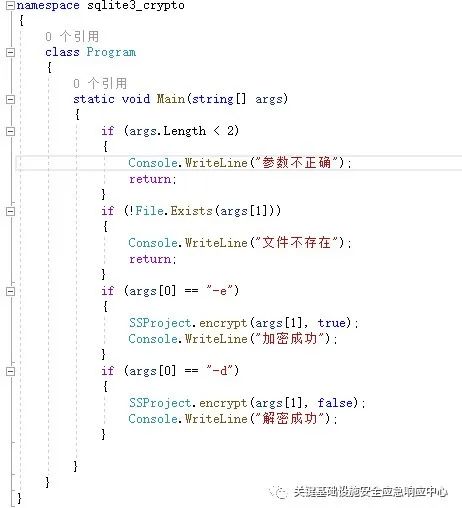 namespace sqlite3_crypto
{
0 个引用
class Program
{
0 个引用
static void Main(string[] args)
{
if (args.Length < 2)
{
Console.WriteLine("参数不正确");
return;
}
if (!File.Exists(args[1]))
{
Console.WriteLine("文件不存在");
return;
}
if (args[0] == "-e")
{
SSProject.encrypt(args[1], true);
Console.WriteLine("加密成功");
}
if (args[0] == "-d")
{
SSProject.encrypt(args[1], false);
Console.WriteLine("解密成功");
}
}
}
}
关键基础设施安全应急响应中心